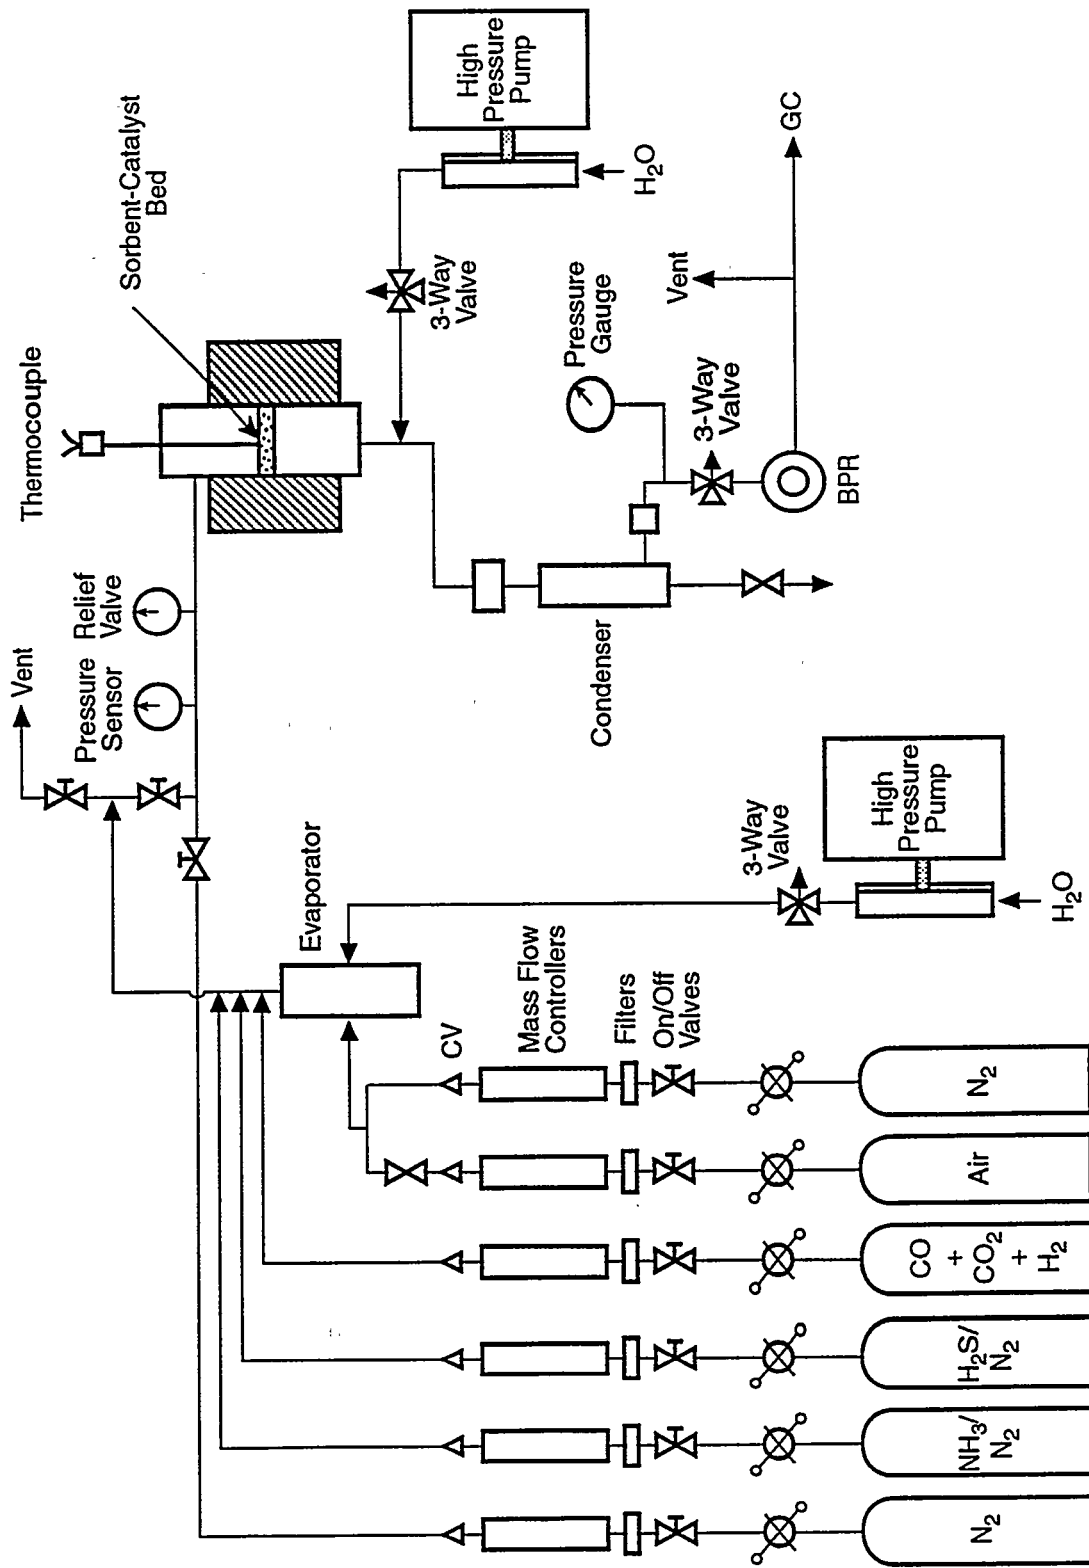 Thermocouple
Sorbent-Catalyst
Bed
Vent
Pressure
Sensor
Relief
Valve
3-Way
Valve
High
Pressure
Pump
H₂O
Pressure
Gauge
Vent
GC
3-Way
Valve
BPR
Condenser
Evaporator
3-Way
Valve
High
Pressure
Pump
H₂O
CV
Mass Flow
Controllers
Filters
On/Off
Valves
N₂
NH₃/
N₂
H₂S/
N₂
CO
+
CO₂
+
H₂
Air
N₂